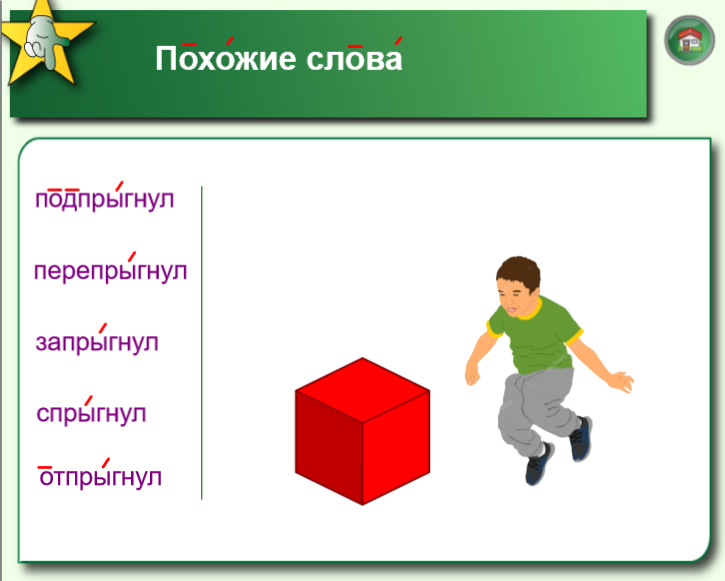 Похожие слова
подпрыгнул
перепрыгнул
запрыгнул
спрыгнул
отпрыгнул